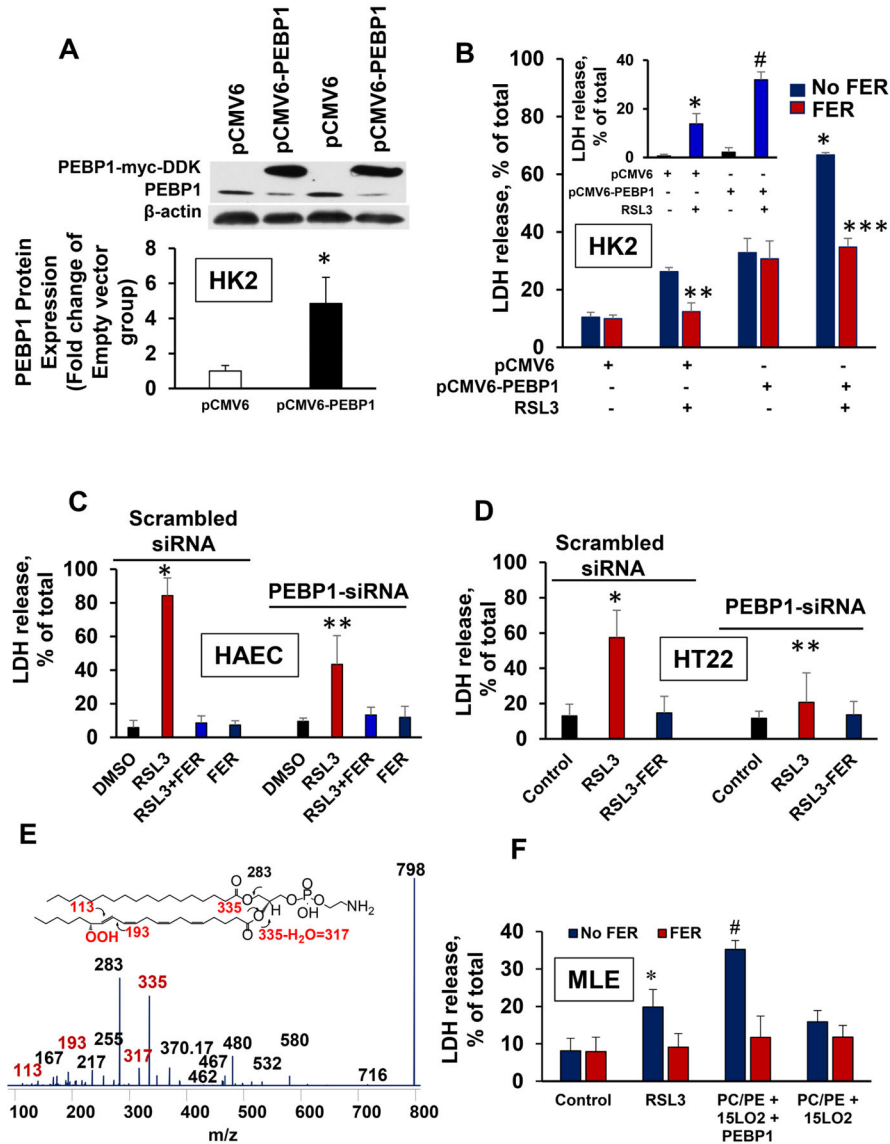 A
pCMV6
pCMV6-PEBP1
pCMV6
pCMV6-PEBP1
PEBP1-myc-DDK
PEBP1
β-actin
PEBP1 Protein
Expression
(Fold change of
Empty vector
group)
8
6
4
2
0
HK2
*
pCMV6
pCMV6-PEBP1
B
LDH release, % of total
100
80
60
40
20
0
LDH release,
% of total
40
20
0
*
#
pCMV6 + + - -
pCMV6-PEBP1 - - + +
RSL3 - + - +
No FER
FER
*
***
**
HK2
pCMV6 + + - -
pCMV6-PEBP1 - - + +
RSL3 - + - +
C
Scrambled
siRNA
PEBP1-siRNA
LDH release,
% of total
100
80
60
40
20
0
*
**
HAEC
DMSO
RSL3
RSL3+FER
FER
DMSO
RSL3
RSL3+FER
FER
D
Scrambled
siRNA
PEBP1-siRNA
LDH release,
% of total
100
80
60
40
20
0
*
**
HT22
Control
RSL3
RSL3-FER
Control
RSL3
RSL3-FER
E
798
283
O
O
O
O
O
P
OH
O
NH2
H
113
335
OOH
193
O
335-H2O=317
283
335
113
167
193
217
255
317
370.17
462
467
480
532
580
716
100 200 300 400 500 600 700 800
m/z
F
No FER
FER
LDH release,
% of total
40
30
20
10
0
MLE
*
#
Control
RSL3
PC/PE +
15LO2 +
PEBP1
PC/PE +
15LO2